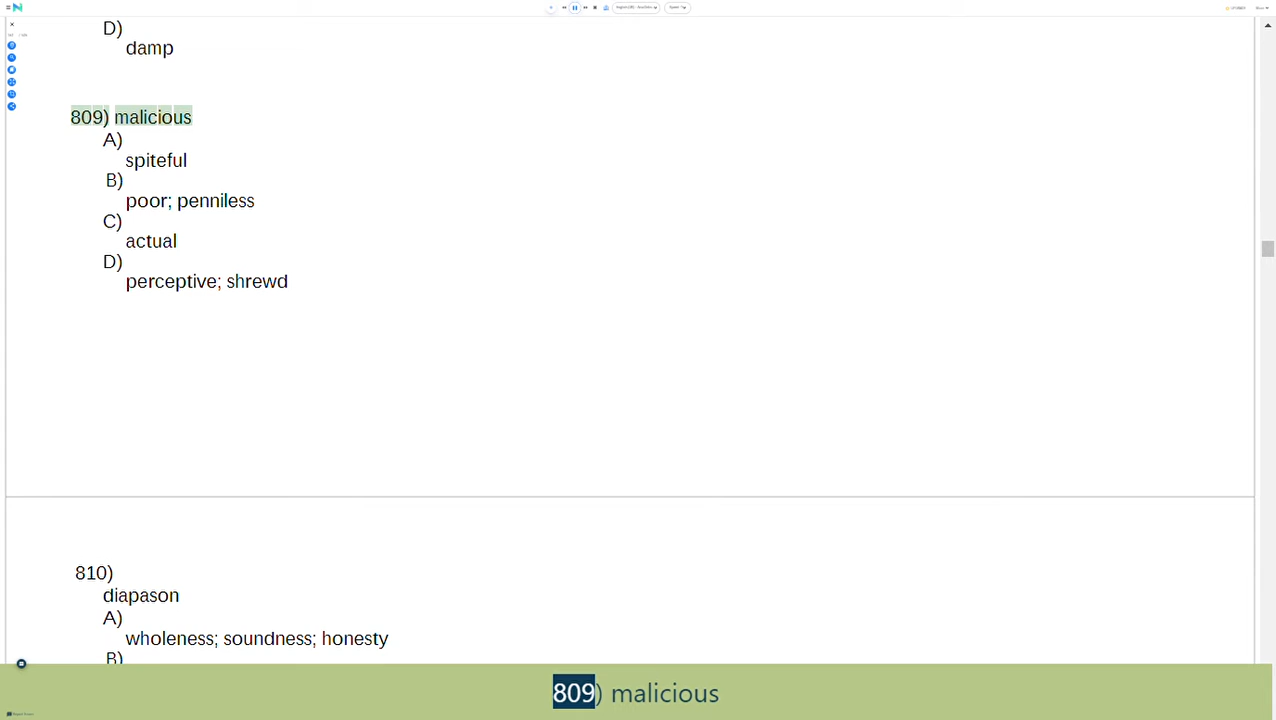 D)
damp
809) malicious
A)
spiteful
B)
poor; penniless
C)
actual
D)
perceptive; shrewd
810)
diapason
A)
wholeness; soundness; honesty
B)
809) malicious